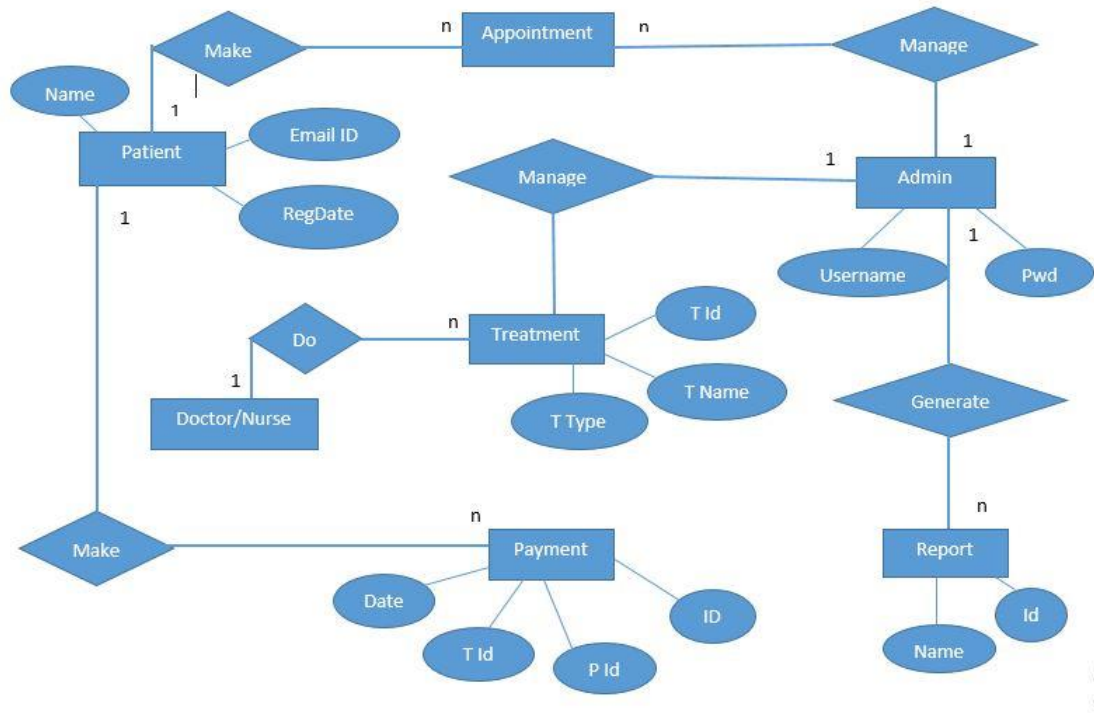 n
Appointment
n
Make
Manage
Name
1
Email ID
Patient
1
1
Manage
Admin
RegDate
1
1
Username
Pwd
T Id
n
Do
Treatment
1
T Name
Generate
Doctor/Nurse
T Type
n
n
Make
Payment
Report
Date
ID
Id
T Id
P Id
Name